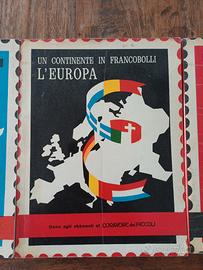 UN CONTINENTE IN FRANCOBOLLI
L'EUROPA
Dono agli abbonati al CORRIERE dei PICCOLI